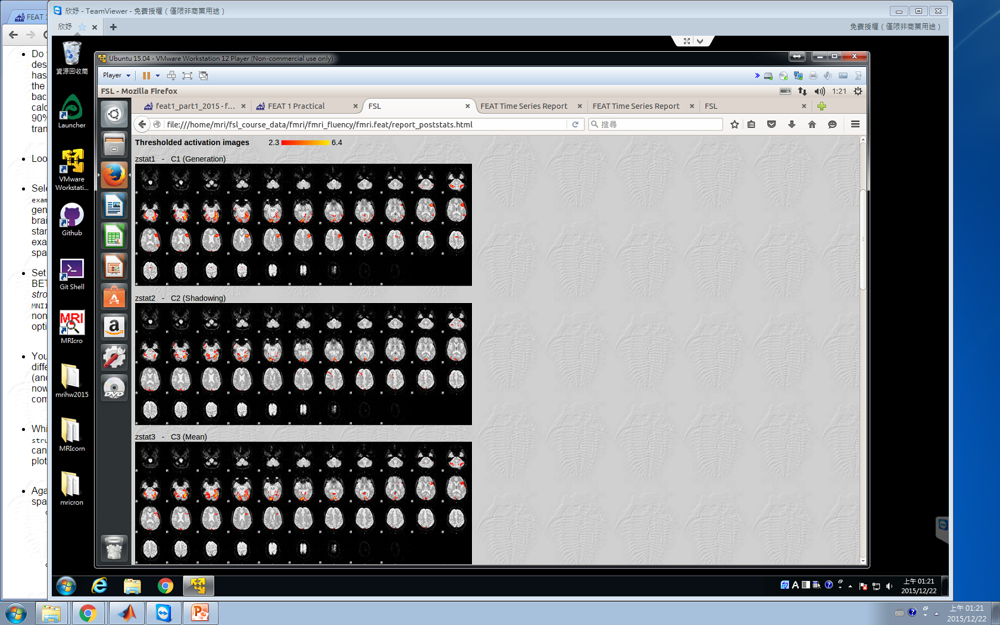 欣妤 - TeamViewer - 免費授權 ( 僅限非商業用途 )
FEAT 1
欣妤
免費授權 ( 僅限非商業用途 )
Do
des
has
the
bac
calc
90%
tran
Loo
Sele
exam
gen
brai
star
exa
spa
Set
BET
stro
MNI1
non
opti
You
diffe
(and
now
com
Whi
stru
can
plot
Aga
spa
資源回收筒
Launcher
VMware
Workstati...
Github
Git Shell
MRI
MRIcro
mrihw2015
MRIcorn
mricron
Ubuntu 15.04 - VMware Workstation 12 Player (Non-commercial use only)
Player
FSL - Mozilla Firefox
1:21
feat1_part1_2015 - f...
FEAT 1 Practical
FSL
FEAT Time Series Report
FEAT Time Series Report
FSL
file:///home/mri/fsl_course_data/fmri/fmri_fluency/fmri.feat/report_poststats.html
搜尋
Thresholded activation images 2.3 6.4
zstat1 - C1 (Generation)
zstat2 - C2 (Shadowing)
zstat3 - C3 (Mean)
DVD
上午 01:21
2015/12/22
上午 01:21
2015/12/22